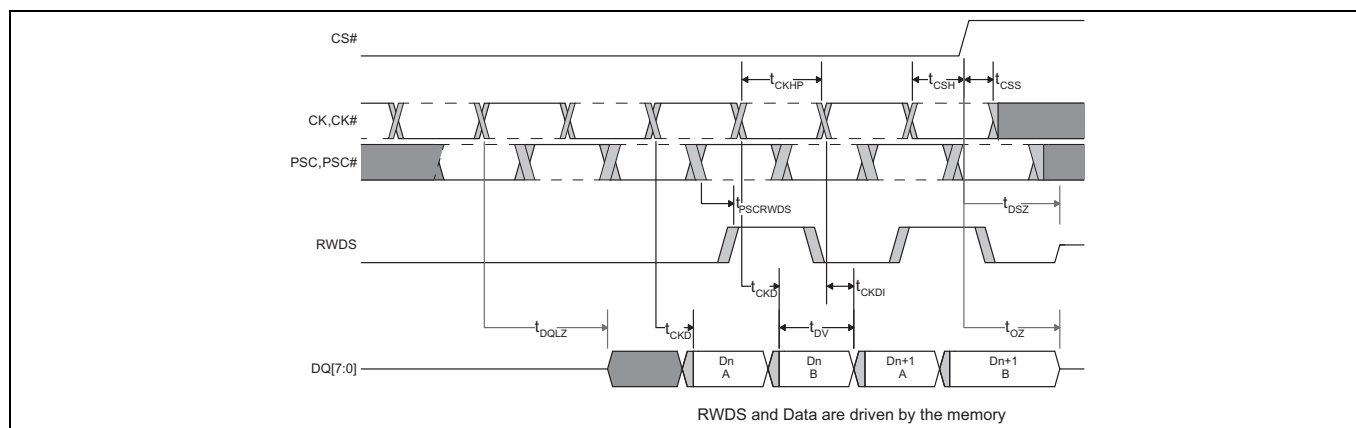 CS#
tCKHP
tCSH
tCSS
CK,CK#
PSC,PSC#
tPSCRWDS
tDSZ
RWDS
tCKD
tCKDI
tDQLZ
tCKD
tDV
tOZ
DQ[7:0]
Dn
A
Dn
B
Dn+1
A
Dn+1
B
RWDS and Data are driven by the memory